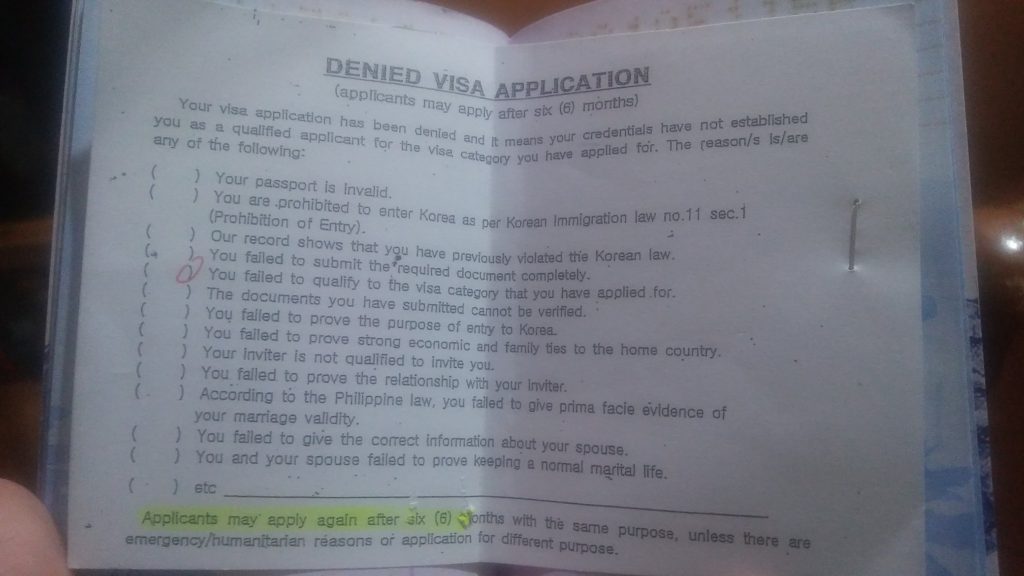 DENIED VISA APPLICATION
(applicants may apply after six (6) months)
Your visa application has been denied and it means your credentials have not established
you as a qualified applicant for the visa category you have applied for. The reason/s is/are
any of the following:
( ) Your passport is invalid.
( ) You are prohibited to enter Korea as per Korean Immigration law no.11 sec.1
(Prohibition of Entry).
( ) Our record shows that you have previously violated the Korean law.
( ) You failed to submit the required document completely.
( ) You failed to qualify to the visa category that you have applied for.
( ) The documents you have submitted cannot be verified.
( ) You failed to prove the purpose of entry to Korea.
( ) You failed to prove strong economic and family ties to the home country.
( ) Your inviter is not qualified to invite you.
( ) You failed to prove the relationship with your inviter.
( ) According to the Philippine law, you failed to give prima facie evidence of
your marriage validity.
( ) You failed to give the correct information about your spouse.
( ) You and your spouse failed to prove keeping a normal marital life.
( ) etc
Applicants may apply again after six (6) months with the same purpose, unless there are
emergency/humanitarian reasons or application for different purpose.